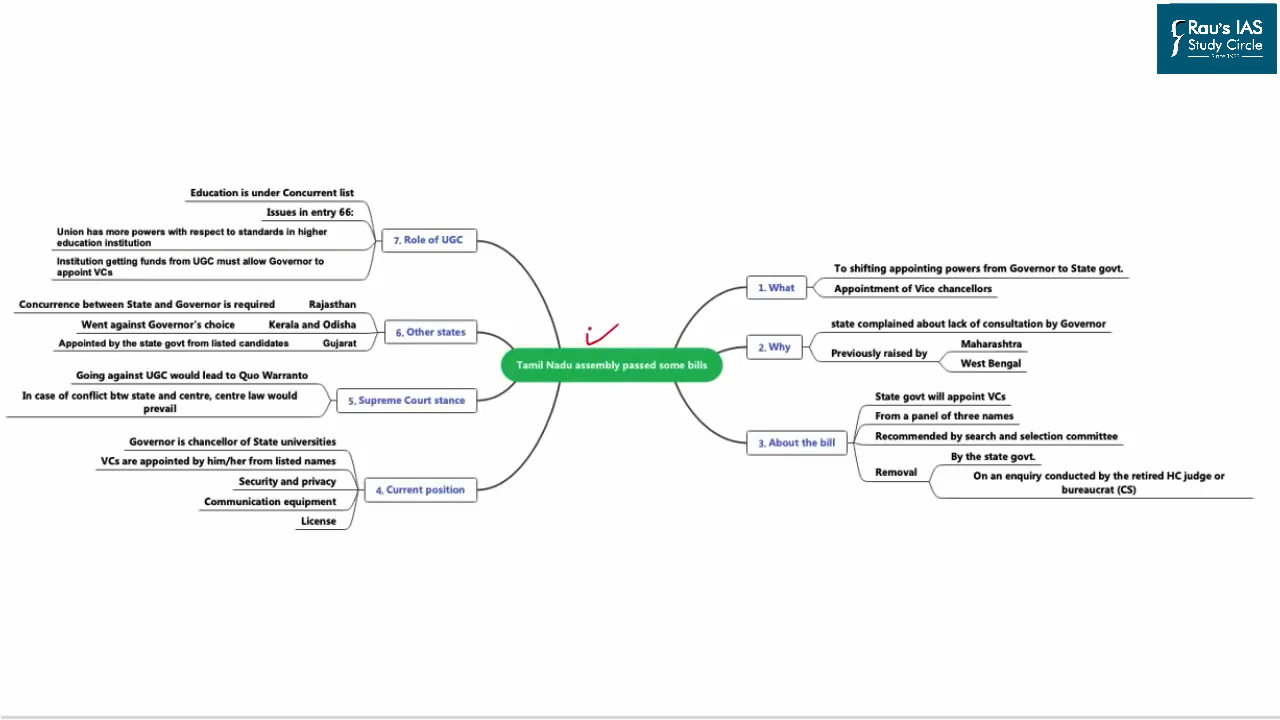 Rau's IAS
Study Circle
Since 1953
Tamil Nadu assembly passed some bills
1. What
To shifting appointing powers from Governor to State govt.
Appointment of Vice chancellors
2. Why
state complained about lack of consultation by Governor
Previously raised by
Maharashtra
West Bengal
3. About the bill
State govt will appoint VCs
From a panel of three names
Recommended by search and selection committee
Removal
By the state govt.
On an enquiry conducted by the retired HC judge or
bureaucrat (CS)
4. Current position
Governor is chancellor of State universities
VCs are appointed by him/her from listed names
Security and privacy
Communication equipment
License
5. Supreme Court stance
Going against UGC would lead to Quo Warranto
In case of conflict btw state and centre, centre law would
prevail
6. Other states
Concurrence between State and Governor is required Rajasthan
Went against Governor's choice Kerala and Odisha
Appointed by the state govt from listed candidates Gujarat
7. Role of UGC
Education is under Concurrent list
Issues in entry 66:
Union has more powers with respect to standards in higher
education institution
Institution getting funds from UGC must allow Governor to
appoint VCs